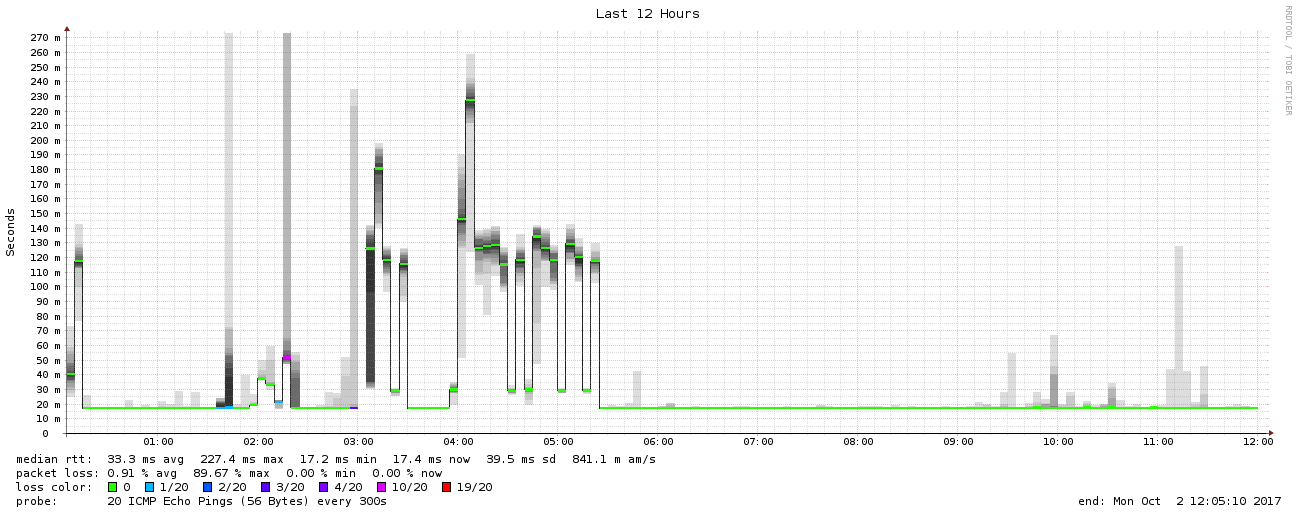 Last 12 Hours
RRDTOOL / TOBI OETIKER
Seconds
270 m
260 m
250 m
240 m
230 m
220 m
210 m
200 m
190 m
180 m
170 m
160 m
150 m
140 m
130 m
120 m
110 m
100 m
90 m
80 m
70 m
60 m
50 m
40 m
30 m
20 m
10 m
0
01:00 02:00 03:00 04:00 05:00 06:00 07:00 08:00 09:00 10:00 11:00 12:00
median rtt: 33.3 ms avg 227.4 ms max 17.2 ms min 17.4 ms now 39.5 ms sd 841.1 m am/s
packet loss: 0.91 % avg 89.67 % max 0.00 % min 0.00 % now
loss color: 0 1/20 2/20 3/20 4/20 10/20 19/20
probe: 20 ICMP Echo Pings (56 Bytes) every 300s end: Mon Oct 2 12:05:10 2017